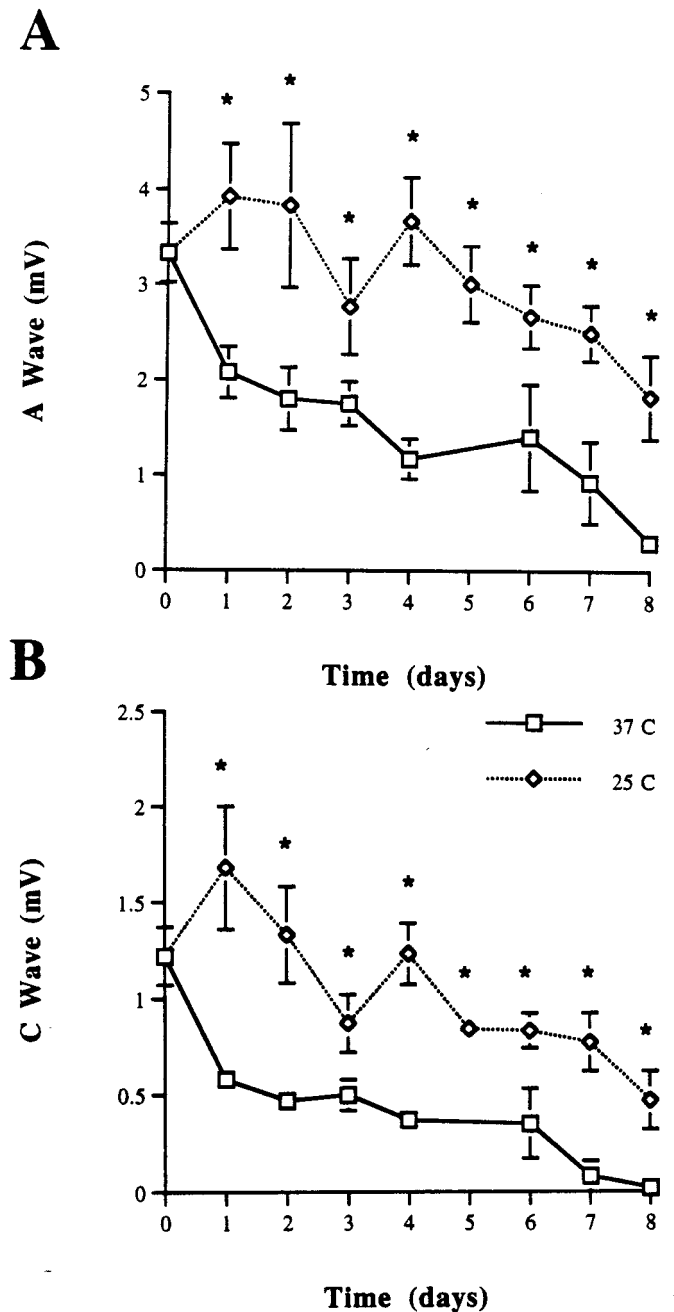 A
A Wave (mV)
5
4
3
2
1
0
* * * * * * * *
0 1 2 3 4 5 6 7 8
Time (days)
B
C Wave (mV)
2.5
2
1.5
1
0.5
0
37 C
25 C
* * * * * * * *
0 1 2 3 4 5 6 7 8
Time (days)